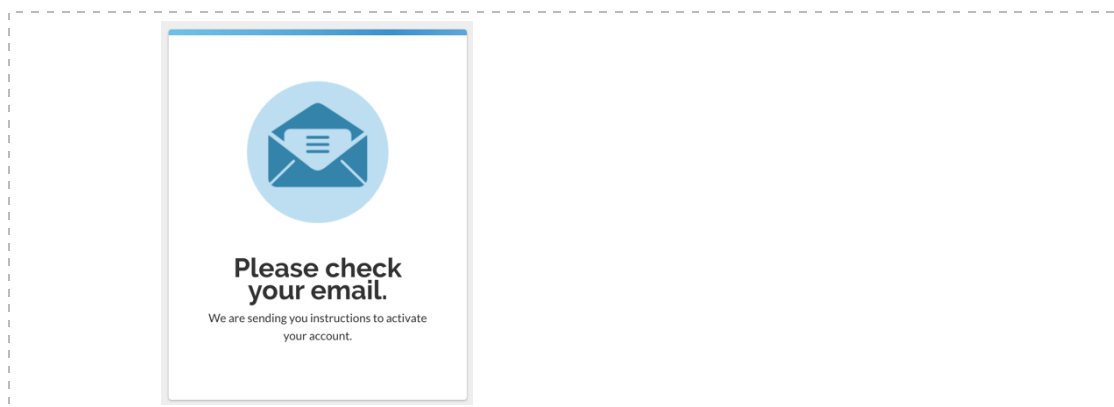 Please check
your email.
We are sending you instructions to activate
your account.